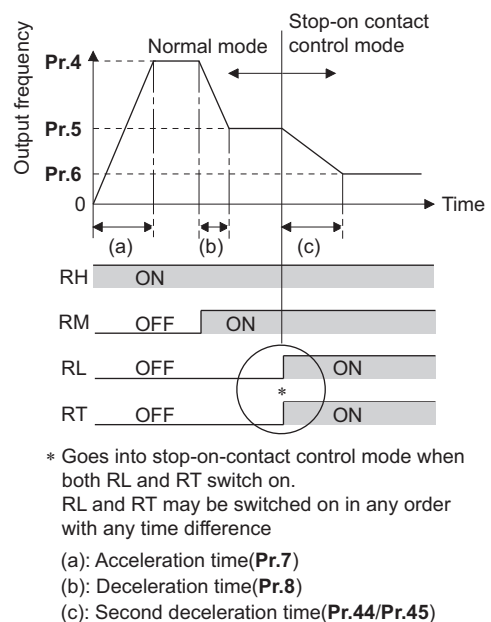 Stop-on contact
control mode
Normal mode
Output frequency
Pr.4
Pr.5
Pr.6
0
Time
(a) (b) (c)
RH ON
RM OFF ON
RL OFF ON
*
RT OFF ON
* Goes into stop-on-contact control mode when
both RL and RT switch on.
RL and RT may be switched on in any order
with any time difference
(a): Acceleration time(Pr.7)
(b): Deceleration time(Pr.8)
(c): Second deceleration time(Pr.44/Pr.45)